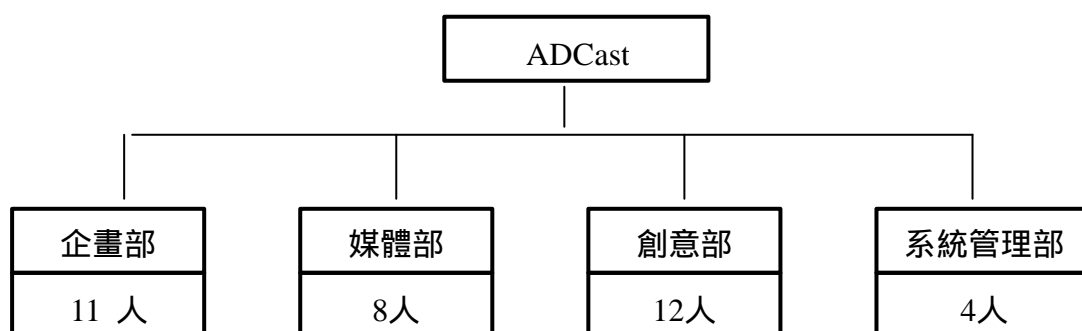 ADCast
企畫部
媒體部
創意部
系統管理部
11 人
8人
12人
4人